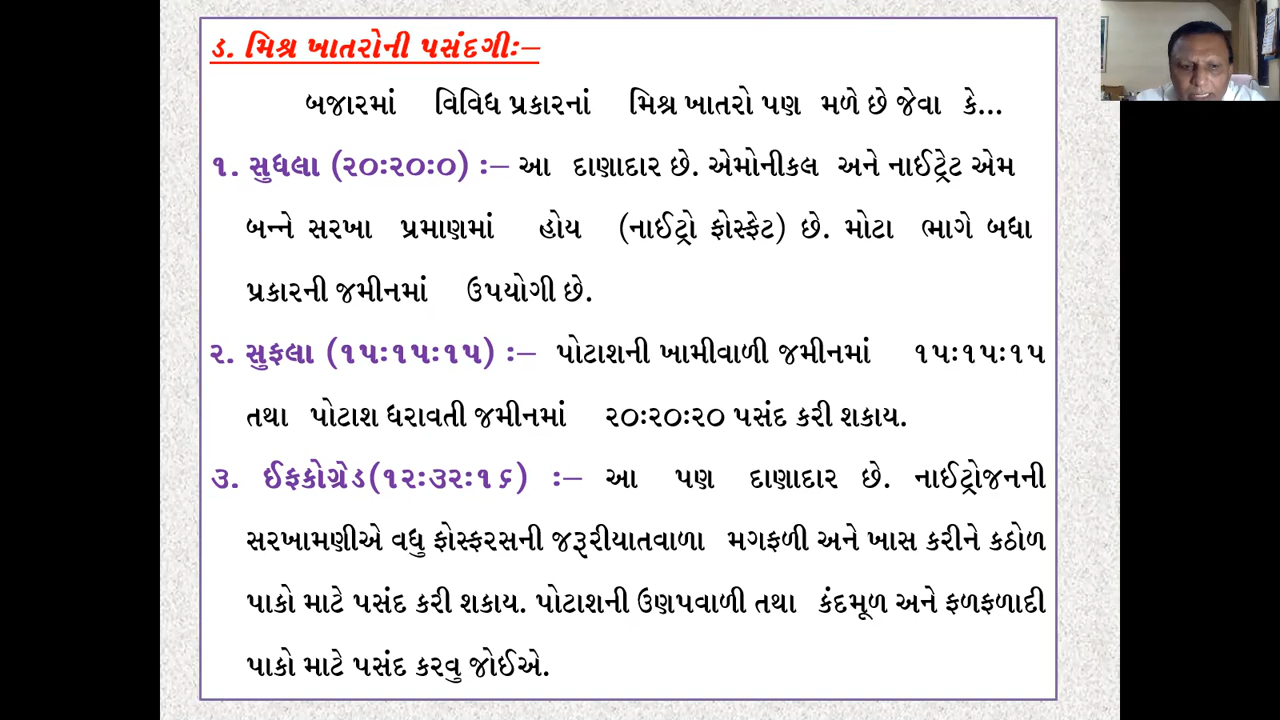 ડ. મિશ્ર ખાતરોની પસંદગીઃ–
બજારમાં વિવિધ પ્રકારનાં મિશ્ર ખાતરો પણ મળે છે જેવા કે...
૧. સુધલા (૨૦ઃ૨૦ઃ૦) ઃ– આ દાણાદાર છે. એમોનીકલ અને નાઈટ્રેટ એમ
બન્ને સરખા પ્રમાણમાં હોય (નાઈટ્રો ફોસ્ફેટ) છે. મોટા ભાગે બધા
પ્રકારની જમીનમાં ઉપયોગી છે.
૨. સુફલા (૧૫ઃ૧૫ઃ૧૫) ઃ– પોટાશની ખામીવાળી જમીનમાં ૧૫ઃ૧૫ઃ૧૫
તથા પોટાશ ધરાવતી જમીનમાં ૨૦ઃ૨૦ઃ૨૦ પસંદ કરી શકાય.
૩. ઈફકોગ્રેડ(૧૨ઃ૩૨ઃ૧૬) ઃ– આ પણ દાણાદાર છે. નાઈટ્રોજનની
સરખામણીએ વધુ ફોસ્ફરસની જરૂરીયાતવાળા મગફળી અને ખાસ કરીને કઠોળ
પાકો માટે પસંદ કરી શકાય. પોટાશની ઉણપવાળી તથા કંદમૂળ અને ફળફળાદી
પાકો માટે પસંદ કરવુ જોઈએ.